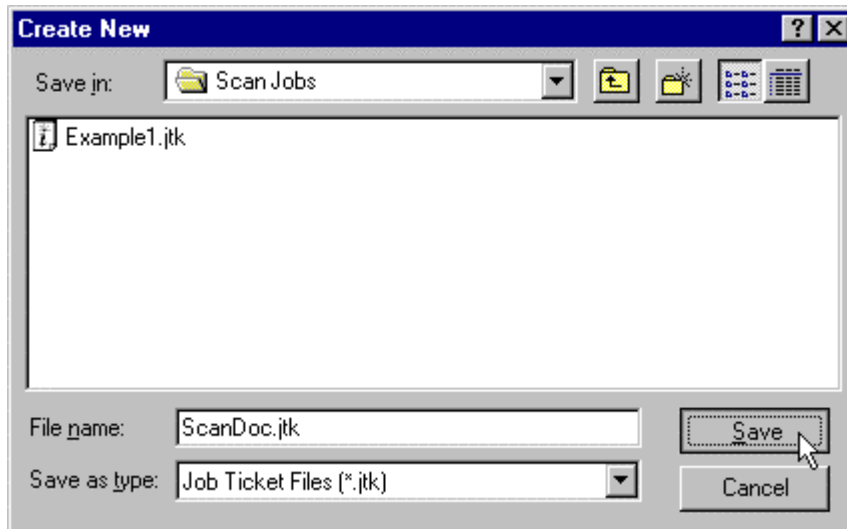 Create New
Save in: Scan Jobs
Example1.jtk
File name: ScanDoc.jtk Save
Save as type: Job Ticket Files (*.jtk) Cancel